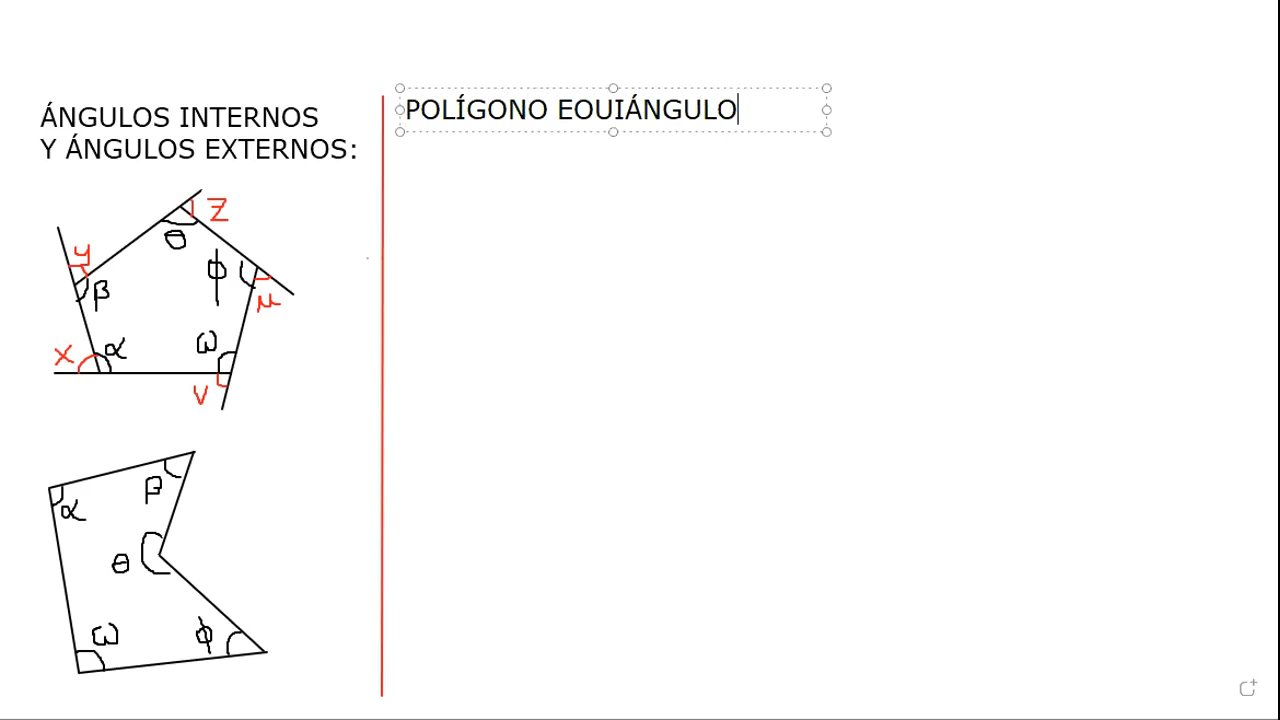 ÁNGULOS INTERNOS
Y ÁNGULOS EXTERNOS:
POLÍGONO EOUIÁNGULO
z
θ
y
β
ϕ
μ
x
α
ω
v
β
α
θ
ω
ϕ